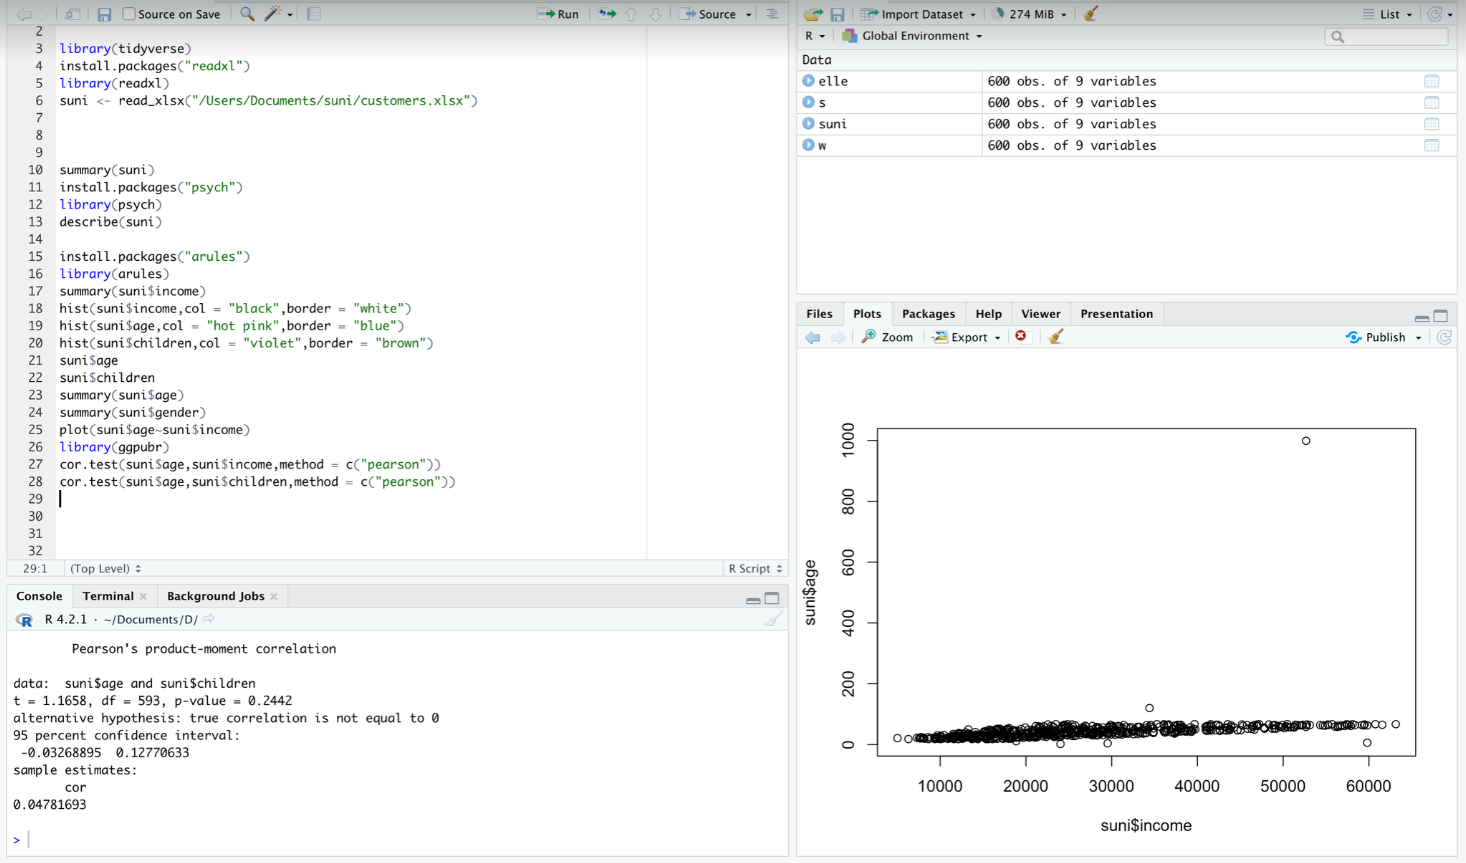 Source on Save
Run
Source
2
3 library(tidyverse)
4 install.packages("readxl")
5 library(readxl)
6 suni <- read_xlsx("/Users/Documents/suni/customers.xlsx")
7
8
9
10 summary(suni)
11 install.packages("psych")
12 library(psych)
13 describe(suni)
14
15 install.packages("arules")
16 library(arules)
17 summary(suni$income)
18 hist(suni$income,col = "black",border = "white")
19 hist(suni$age,col = "hot pink",border = "blue")
20 hist(suni$children,col = "violet",border = "brown")
21 suni$age
22 suni$children
23 summary(suni$age)
24 summary(suni$gender)
25 plot(suni$age~suni$income)
26 library(ggpubr)
27 cor.test(suni$age,suni$income,method = c("pearson"))
28 cor.test(suni$age,suni$children,method = c("pearson"))
29
30
31
32
29:1 (Top Level) R Script
Console Terminal Background Jobs
R R 4.2.1 · ~/Documents/D/
Pearson's product-moment correlation
data: suni$age and suni$children
t = 1.1658, df = 593, p-value = 0.2442
alternative hypothesis: true correlation is not equal to 0
95 percent confidence interval:
-0.03268895 0.12770633
sample estimates:
cor
0.04781693
>
Import Dataset 274 MiB List
R Global Environment
Data
elle 600 obs. of 9 variables
s 600 obs. of 9 variables
suni 600 obs. of 9 variables
w 600 obs. of 9 variables
Files Plots Packages Help Viewer Presentation
Zoom Export Publish
1000
800
600
400
200
0
suni$age
10000 20000 30000 40000 50000 60000
suni$income